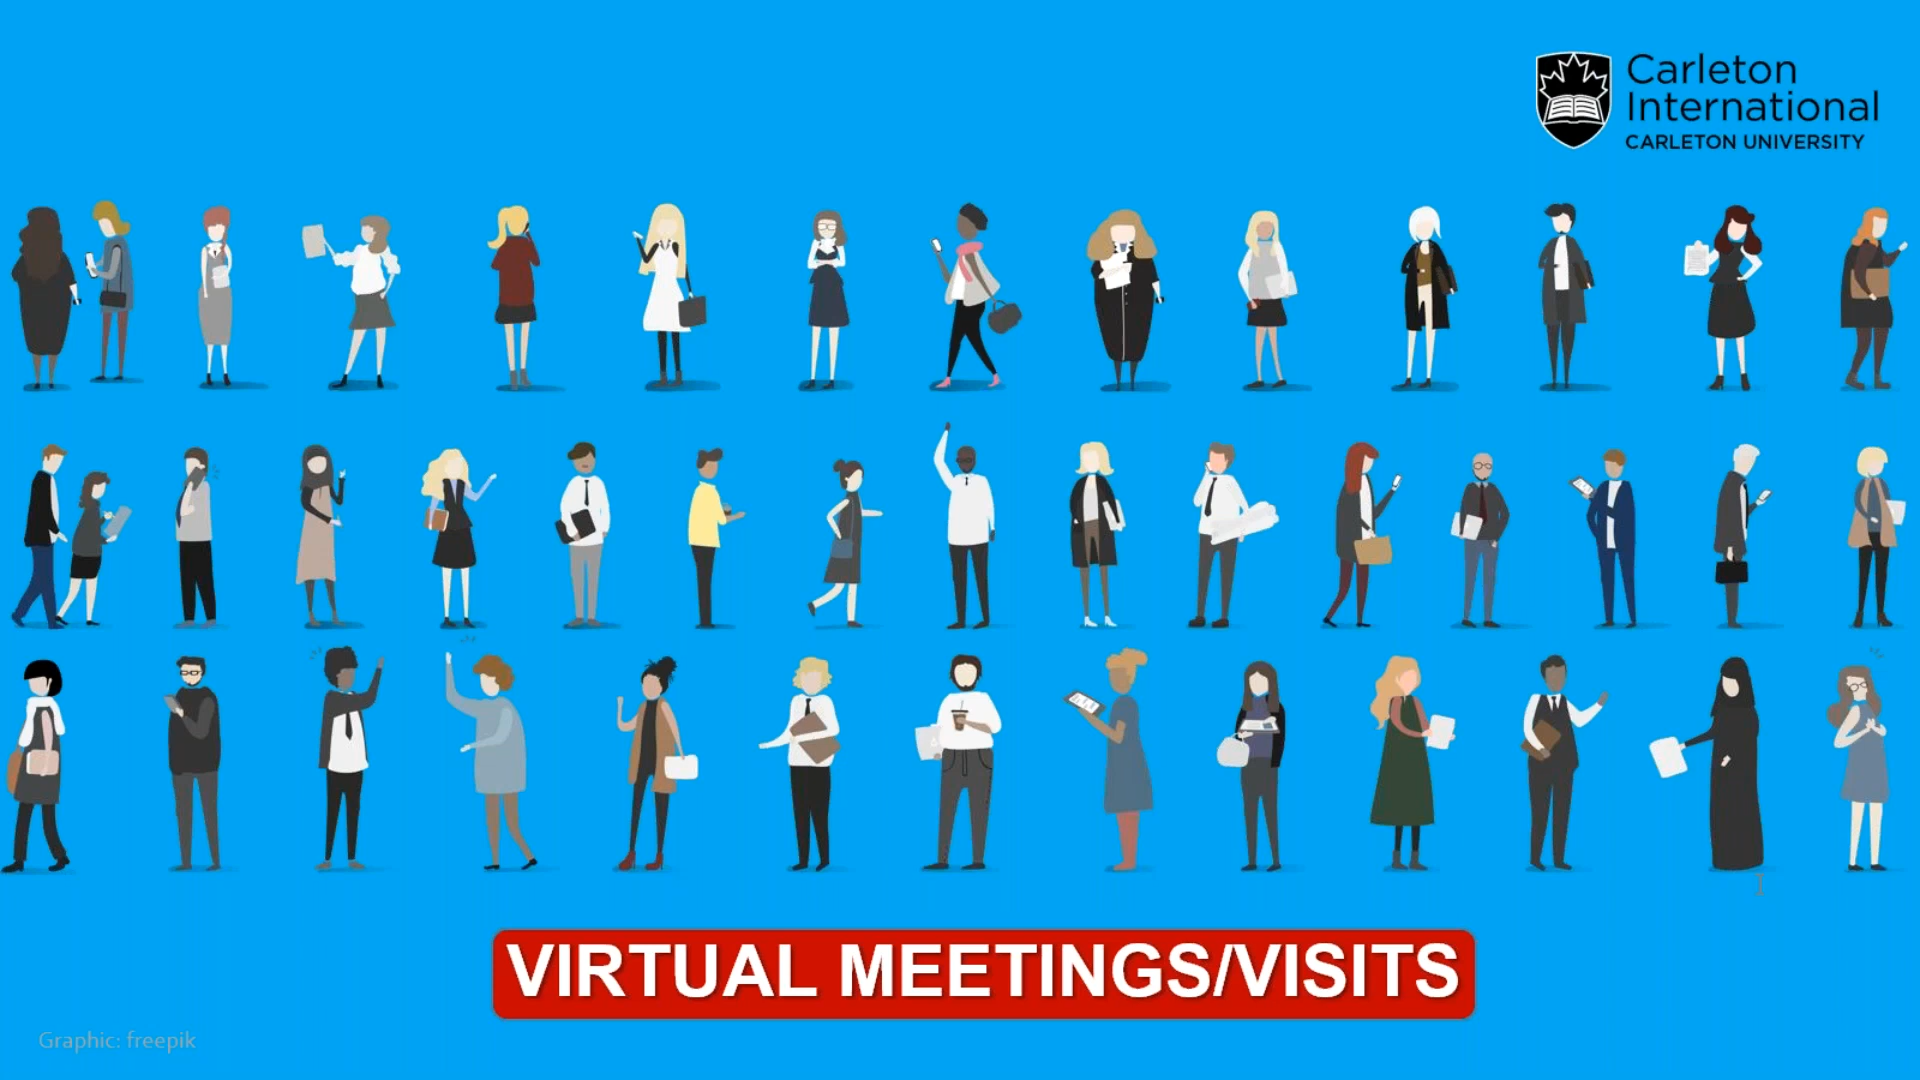 Carleton
International
CARLETON UNIVERSITY
VIRTUAL MEETINGS/VISITS
Graphic: freepik